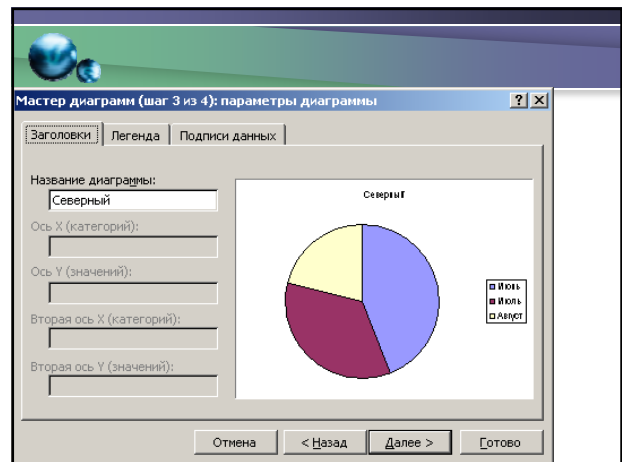 Мастер диаграмм (шаг 3 из 4): параметры диаграммы
Заголовки Легенда Подписи данных
Название диаграммы:
Северный
Ось X (категорий):
Ось Y (значений):
Вторая ось X (категорий):
Вторая ось Y (значений):
Северный
Июнь
Июль
Август
Отмена < Назад Далее > Готово